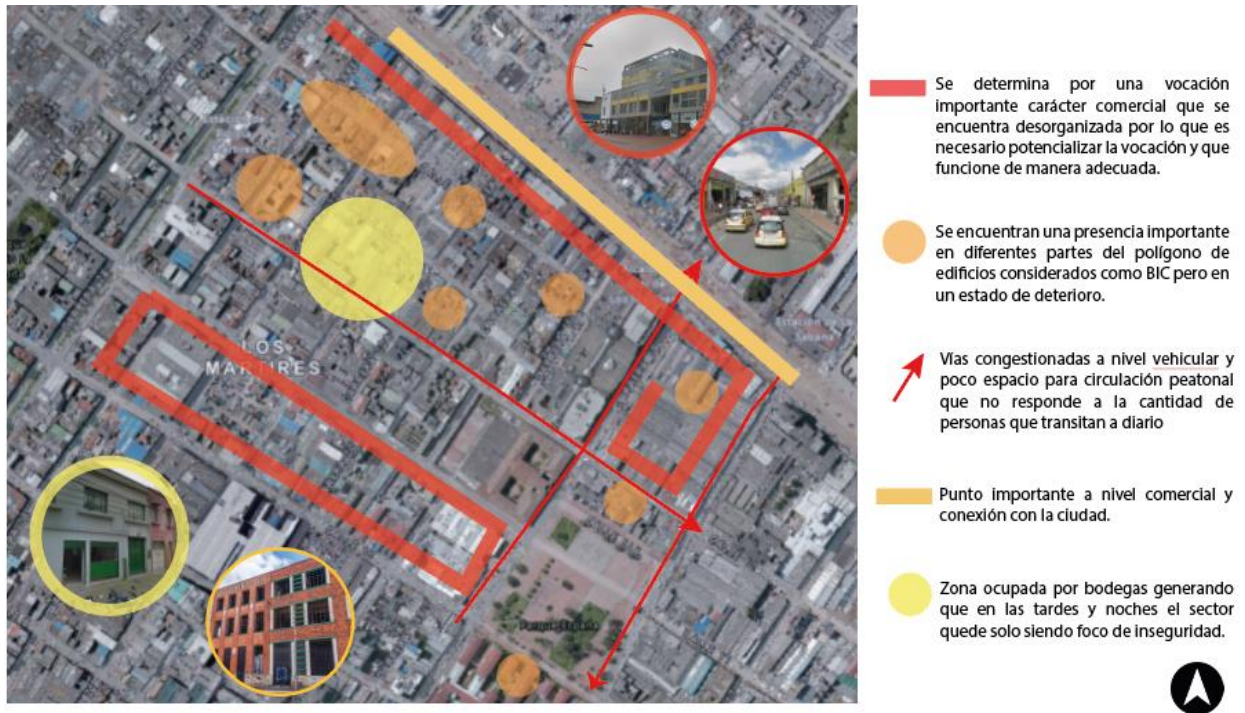 LOS
MARTIRES
Parque España
Se determina por una vocación
importante carácter comercial que se
encuentra desorganizada por lo que es
necesario potencializar la vocación y que
funcione de manera adecuada.
Se encuentran una presencia importante
en diferentes partes del polígono de
edificios considerados como BIC pero en
un estado de deterioro.
Vías congestionadas a nivel vehicular y
poco espacio para circulación peatonal
que no responde a la cantidad de
personas que transitan a diario
Punto importante a nivel comercial y
conexión con la ciudad.
Zona ocupada por bodegas generando
que en las tardes y noches el sector
quede solo siendo foco de inseguridad.